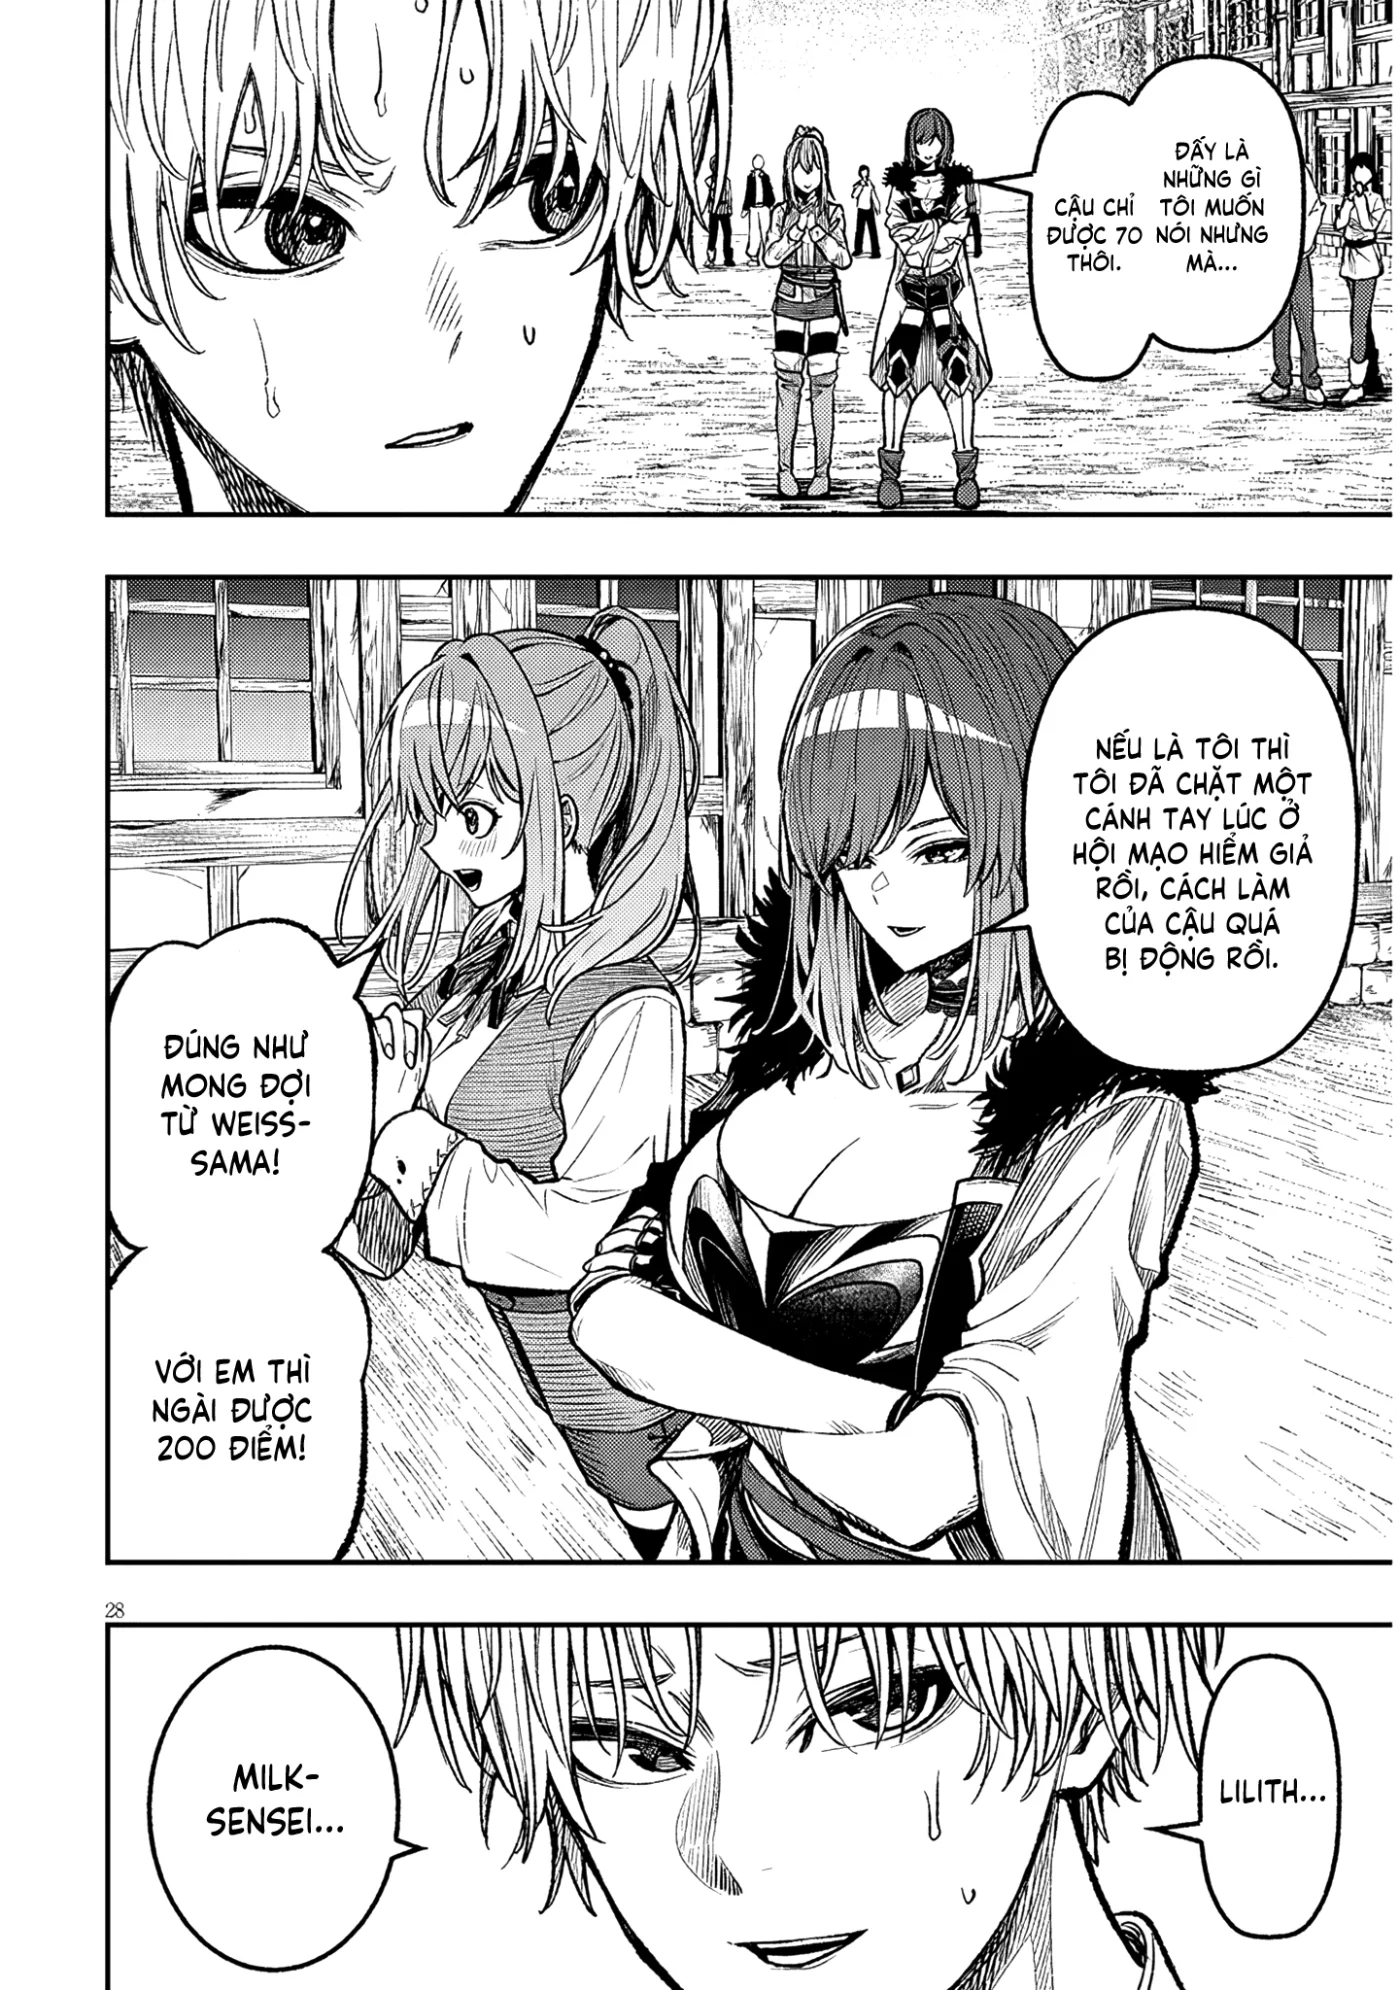 ĐẤY LÀ
NHỮNG GÌ
TÔI MUỐN
NÓI NHƯNG
MÀ...
CẬU CHỈ
ĐƯỢC 70
THÔI.
NẾU LÀ TÔI THÌ
TÔI ĐÃ CHẶT MỘT
CÁNH TAY LÚC Ở
HỘI MẠO HIỂM GIẢ
RỒI, CÁCH LÀM
CỦA CẬU QUÁ
BỊ ĐỘNG RỒI.
ĐÚNG NHƯ
MONG ĐỢI
TỪ WEISS-
SAMA!
VỚI EM THÌ
NGÀI ĐƯỢC
200 ĐIỂM!
28
LILITH...
MILK-
SENSEI...